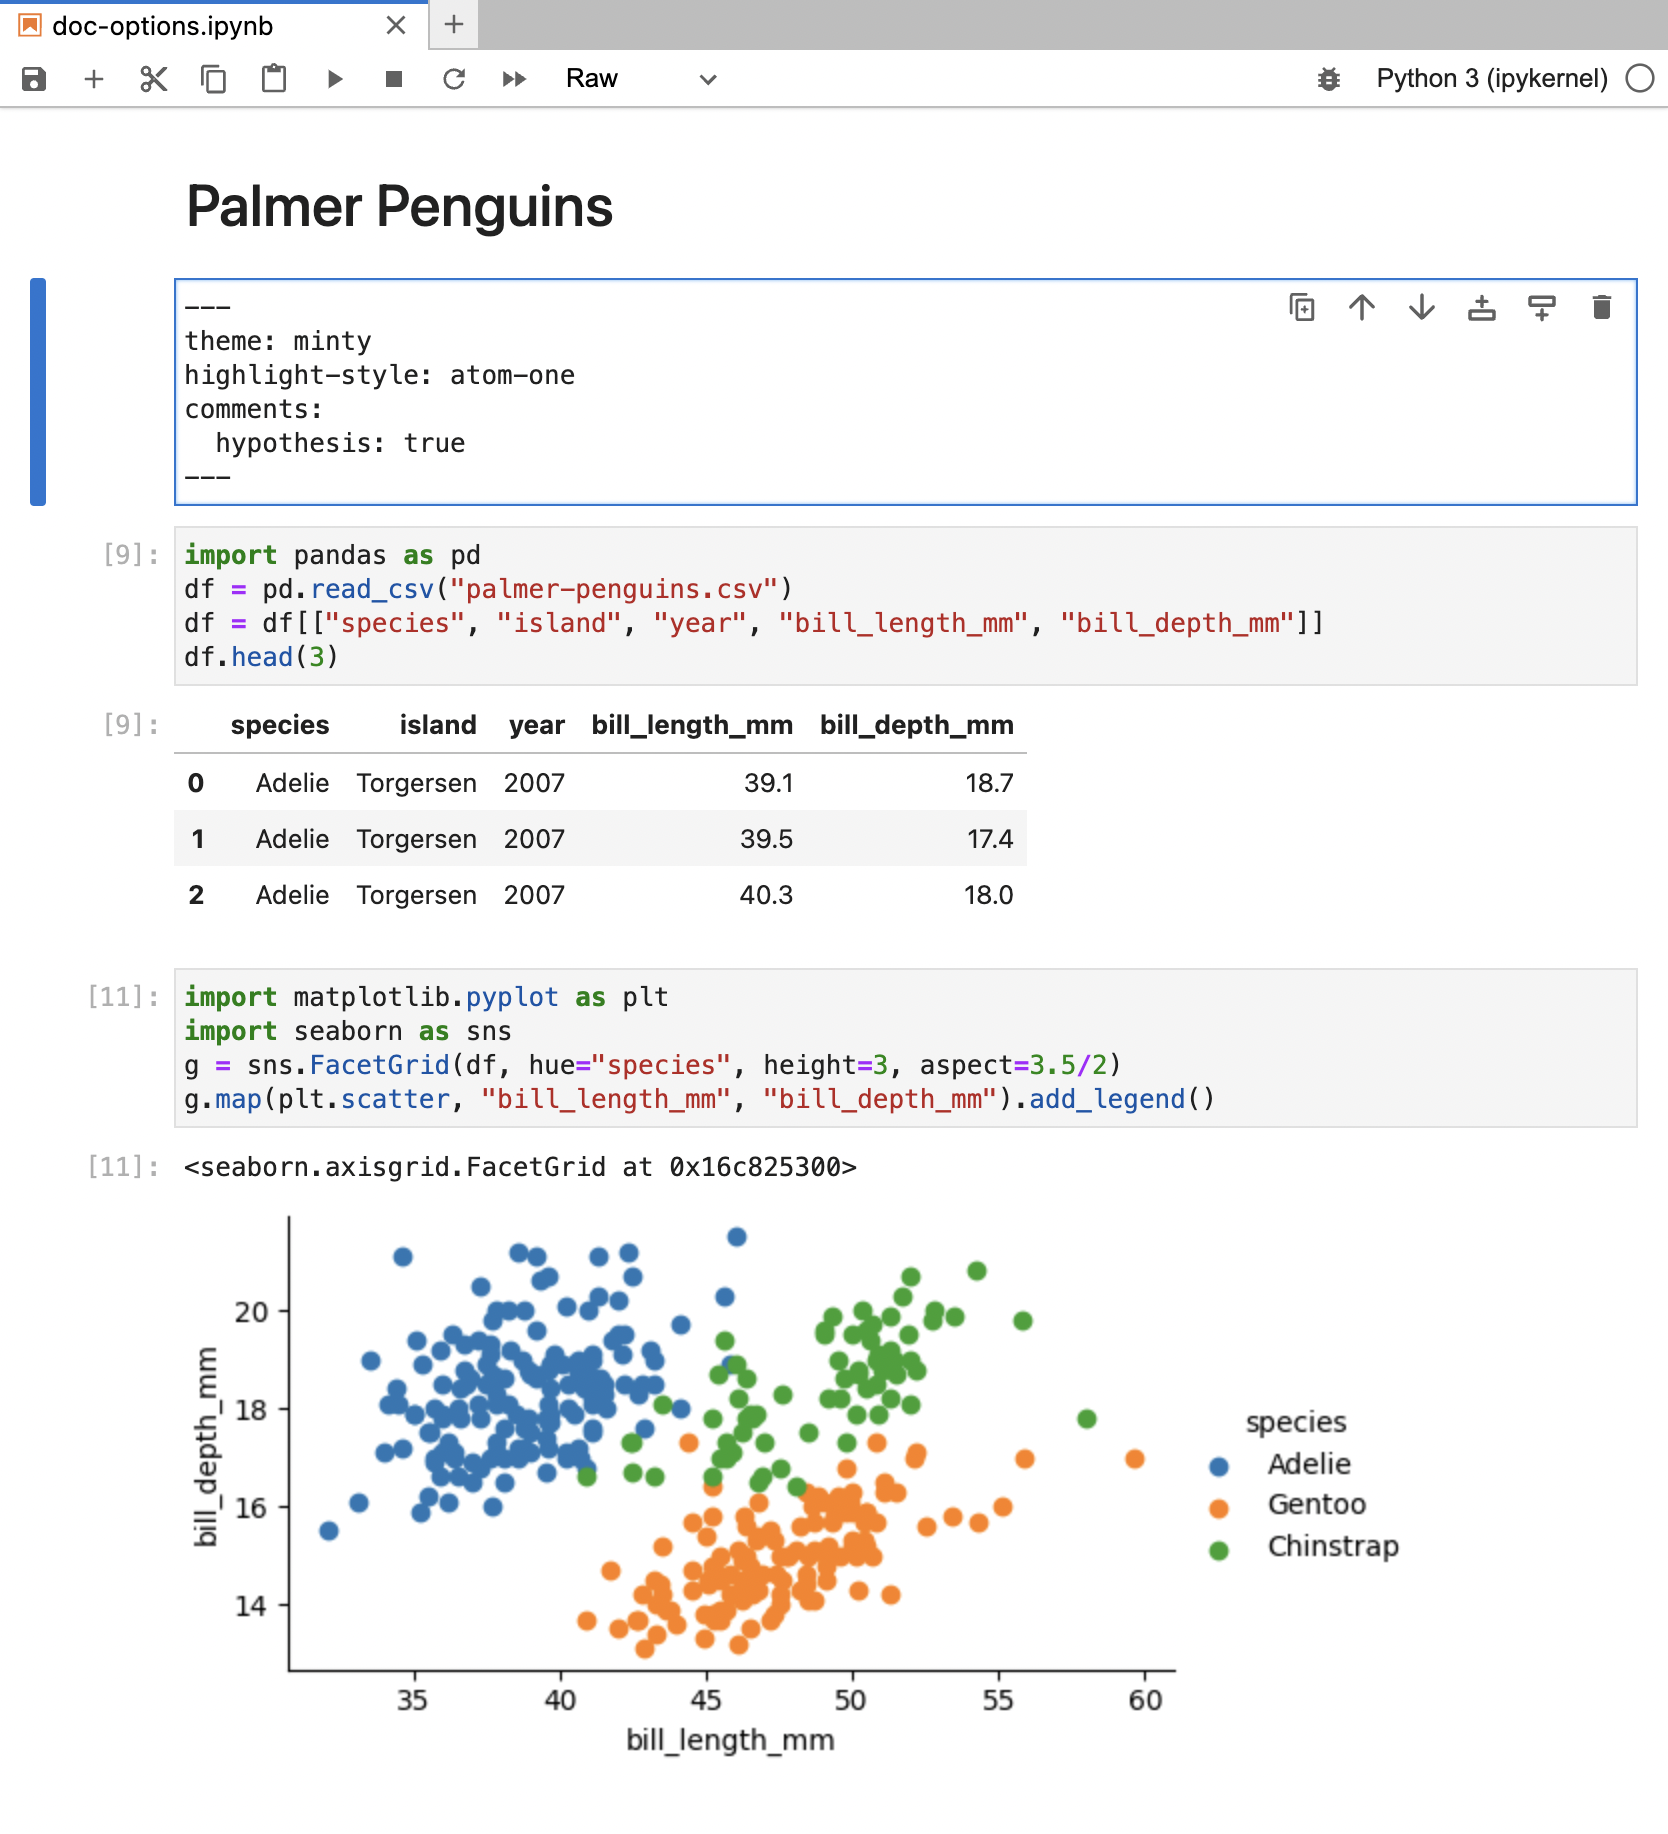 doc-options.ipynb
Raw
Python 3 (ipykernel)
Palmer Penguins
---
theme: minty
highlight-style: atom-one
comments:
  hypothesis: true
---
[9]:
import pandas as pd
df = pd.read_csv("palmer-penguins.csv")
df = df[["species", "island", "year", "bill_length_mm", "bill_depth_mm"]]
df.head(3)
[9]:
species island year bill_length_mm bill_depth_mm
0 Adelie Torgersen 2007 39.1 18.7
1 Adelie Torgersen 2007 39.5 17.4
2 Adelie Torgersen 2007 40.3 18.0
[11]:
import matplotlib.pyplot as plt
import seaborn as sns
g = sns.FacetGrid(df, hue="species", height=3, aspect=3.5/2)
g.map(plt.scatter, "bill_length_mm", "bill_depth_mm").add_legend()
[11]:
<seaborn.axisgrid.FacetGrid at 0x16c825300>
bill_depth_mm
20
18
16
14
35 40 45 50 55 60
bill_length_mm
species
Adelie
Gentoo
Chinstrap